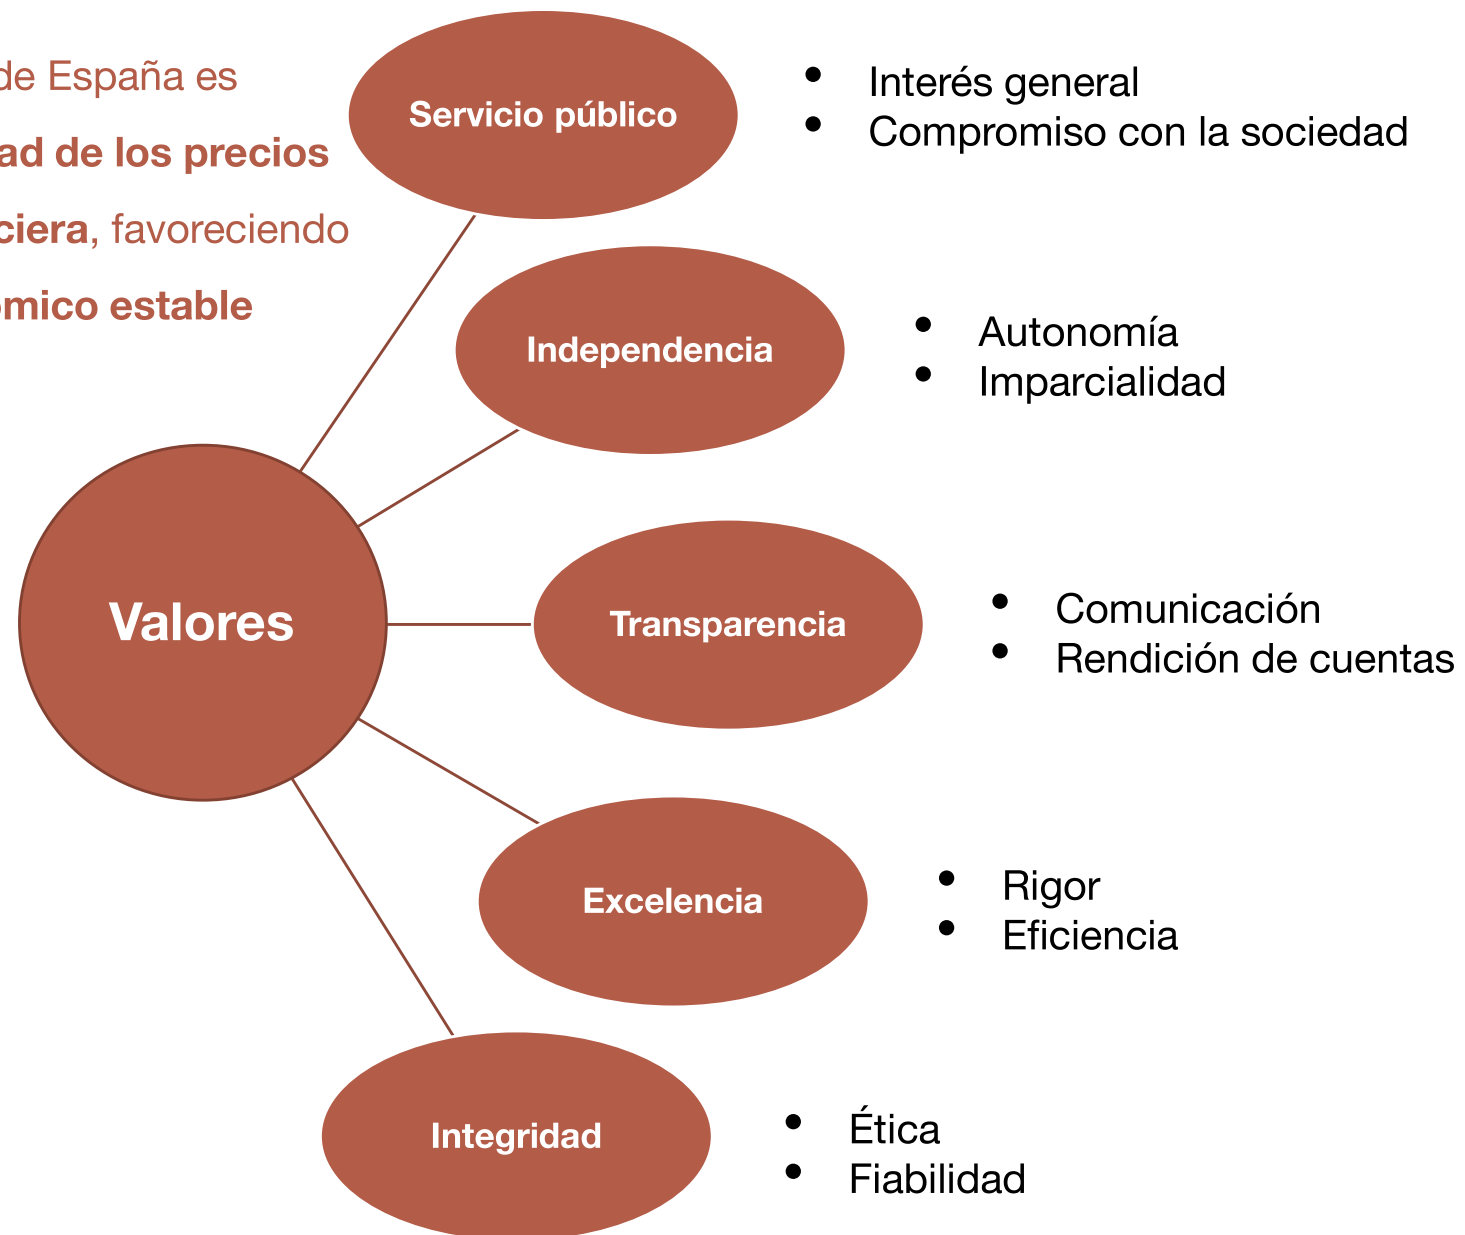 de España es
ad de los precios
ciera, favoreciendo
ómico estable
Servicio público
• Interés general
• Compromiso con la sociedad
Independencia
• Autonomía
• Imparcialidad
Valores
Transparencia
• Comunicación
• Rendición de cuentas
Excelencia
• Rigor
• Eficiencia
Integridad
• Ética
• Fiabilidad